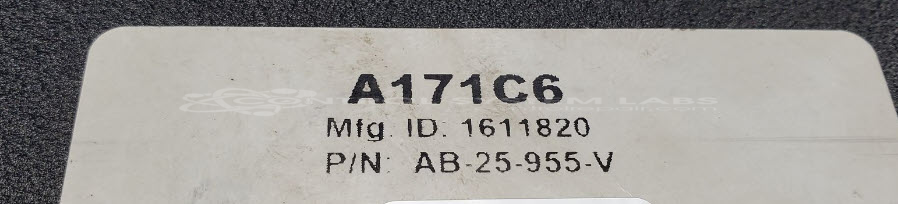 A171C6
Mfg. ID: 1611820
P/N: AB-25-955-V